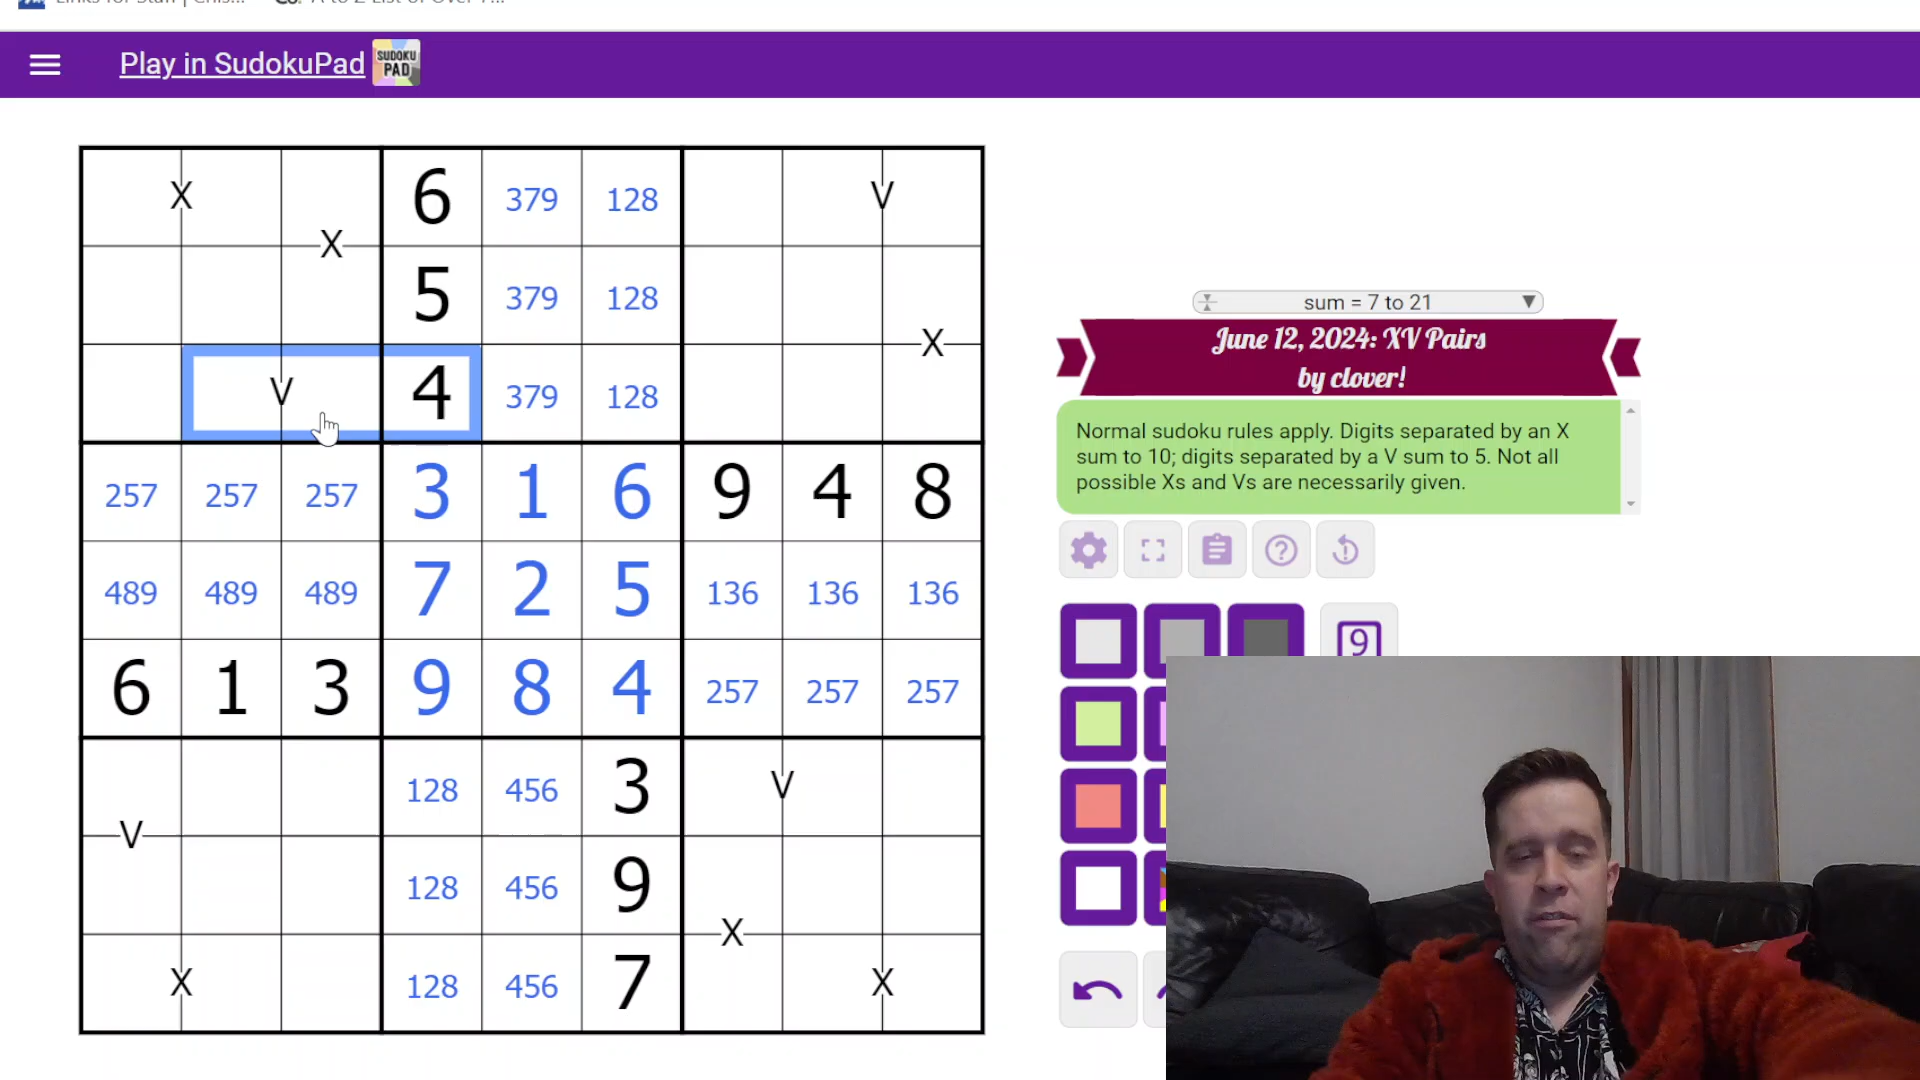 Play in SudokuPad
SUDOKU
PAD
X V
6 379 128
X
5 379 128
X
V 4 379 128
257 257 257 3 1 6 9 4 8
489 489 489 7 2 5 136 136 136
6 1 3 9 8 4 257 257 257
128 456 3 V
V
128 456 9
X
X 128 456 7 X
sum = 7 to 21
June 12, 2024: XV Pairs
by clover!
Normal sudoku rules apply. Digits separated by an X
sum to 10; digits separated by a V sum to 5. Not all
possible Xs and Vs are necessarily given.
9